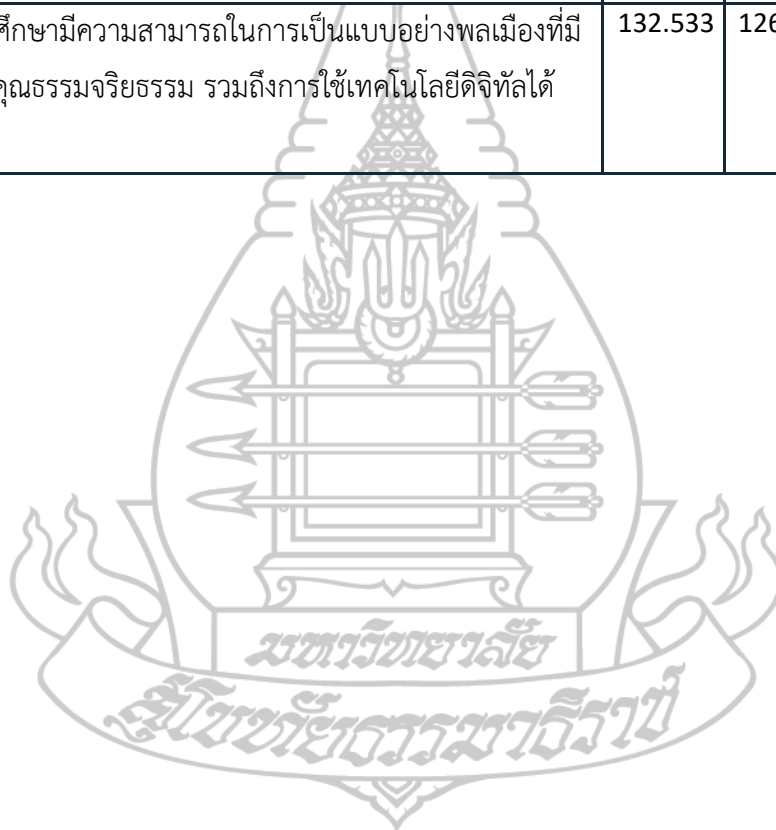 ศึกษามีความสามารถในการเป็นแบบอย่างพลเมืองที่มี 132.533 126
คุณธรรมจริยธรรม รวมถึงการใช้เทคโนโลยีดิจิทัลได้
มหาวิทยาลัย
สุโขทัยธรรมาธิราช